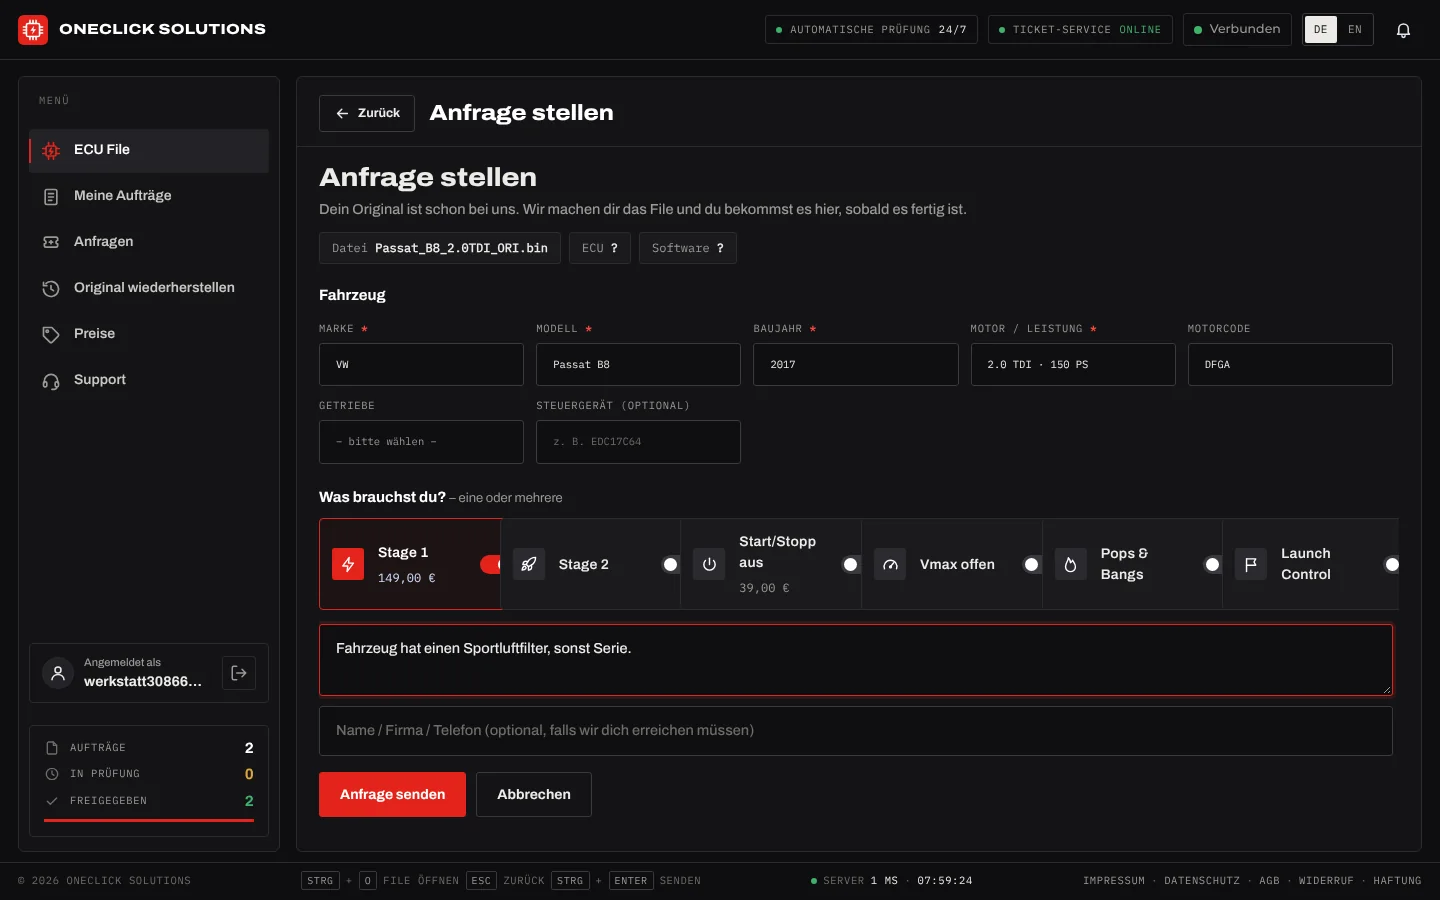 ONECLICK SOLUTIONS
AUTOMATISCHE PRÜFUNG 24/7
TICKET-SERVICE ONLINE
Verbunden
DE EN
MENÜ
ECU File
Meine Aufträge
Anfragen
Original wiederherstellen
Preise
Support
Angemeldet als
werkstatt30866...
AUFTRÄGE 2
IN PRÜFUNG 0
FREIGEGEBEN 2
Zurück
Anfrage stellen
Anfrage stellen
Dein Original ist schon bei uns. Wir machen dir das File und du bekommst es hier, sobald es fertig ist.
Datei Passat_B8_2.0TDI_ORI.bin
ECU ?
Software ?
Fahrzeug
MARKE * MODELL * BAUJAHR * MOTOR / LEISTUNG * MOTORCODE
VW Passat B8 2017 2.0 TDI · 150 PS DFGA
GETRIEBE STEUERGERÄT (OPTIONAL)
– bitte wählen – z. B. EDC17C64
Was brauchst du? – eine oder mehrere
Stage 1
149,00 €
Stage 2
Start/Stopp
aus
39,00 €
Vmax offen
Pops &
Bangs
Launch
Control
Fahrzeug hat einen Sportluftfilter, sonst Serie.
Name / Firma / Telefon (optional, falls wir dich erreichen müssen)
Anfrage senden
Abbrechen
© 2026 ONECLICK SOLUTIONS
STRG + O FILE ÖFFNEN ESC ZURÜCK STRG + ENTER SENDEN
SERVER 1 MS · 07:59:24
IMPRESSUM · DATENSCHUTZ · AGB · WIDERRUF · HAFTUNG